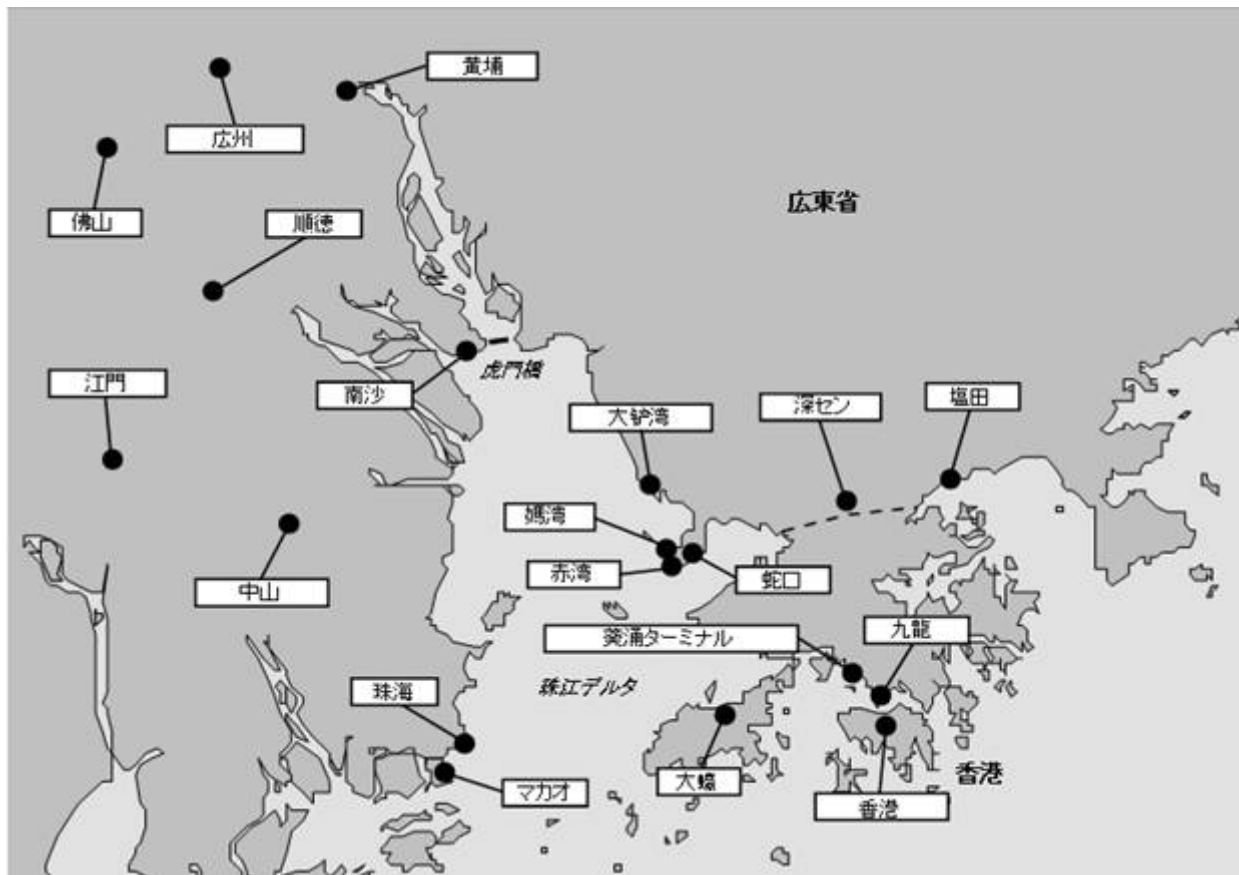 黄埔
広州
広東省
佛山
順徳
虎門橋
江門
南沙
大铲湾
深セン
塩田
媽湾
赤湾
蛇口
中山
葵涌ターミナル
九龍
珠海
珠江デルタ
香港
マカオ
大蠔
香港